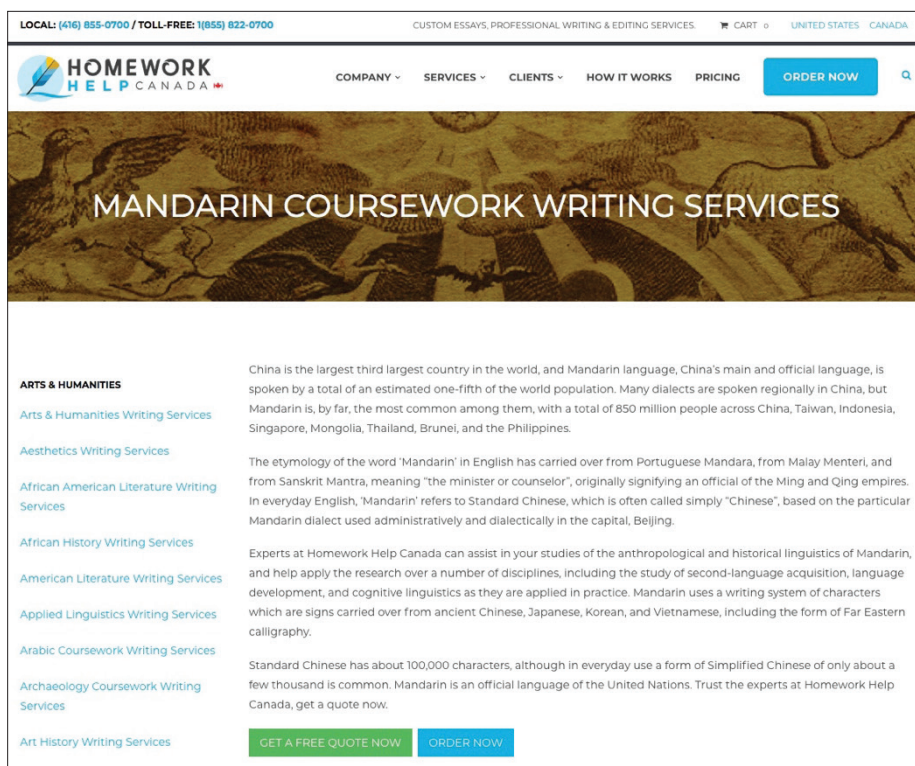 LOCAL: (416) 855-0700 / TOLL-FREE: 1(855) 822-0700
CUSTOM ESSAYS, PROFESSIONAL WRITING & EDITING SERVICES.
CART 0
UNITED STATES CANADA
HOMEWORK
HELP CANADA
COMPANY SERVICES CLIENTS HOW IT WORKS PRICING ORDER NOW
MANDARIN COURSEWORK WRITING SERVICES
ARTS & HUMANITIES
Arts & Humanities Writing Services
Aesthetics Writing Services
African American Literature Writing
Services
African History Writing Services
American Literature Writing Services
Applied Linguistics Writing Services
Arabic Coursework Writing Services
Archaeology Coursework Writing
Services
Art History Writing Services
China is the largest third largest country in the world, and Mandarin language, China's main and official language, is
spoken by a total of an estimated one-fifth of the world population. Many dialects are spoken regionally in China, but
Mandarin is, by far, the most common among them, with a total of 850 million people across China, Taiwan, Indonesia,
Singapore, Mongolia, Thailand, Brunei, and the Philippines.
The etymology of the word 'Mandarin' in English has carried over from Portuguese Mandara, from Malay Menteri, and
from Sanskrit Mantra, meaning "the minister or counselor", originally signifying an official of the Ming and Qing empires.
In everyday English, 'Mandarin' refers to Standard Chinese, which is often called simply "Chinese", based on the particular
Mandarin dialect used administratively and dialectically in the capital, Beijing.
Experts at Homework Help Canada can assist in your studies of the anthropological and historical linguistics of Mandarin,
and help apply the research over a number of disciplines, including the study of second-language acquisition, language
development, and cognitive linguistics as they are applied in practice. Mandarin uses a writing system of characters
which are signs carried over from ancient Chinese, Japanese, Korean, and Vietnamese, including the form of Far Eastern
calligraphy.
Standard Chinese has about 100,000 characters, although in everyday use a form of Simplified Chinese of only about a
few thousand is common. Mandarin is an official language of the United Nations. Trust the experts at Homework Help
Canada, get a quote now.
GET A FREE QUOTE NOW ORDER NOW